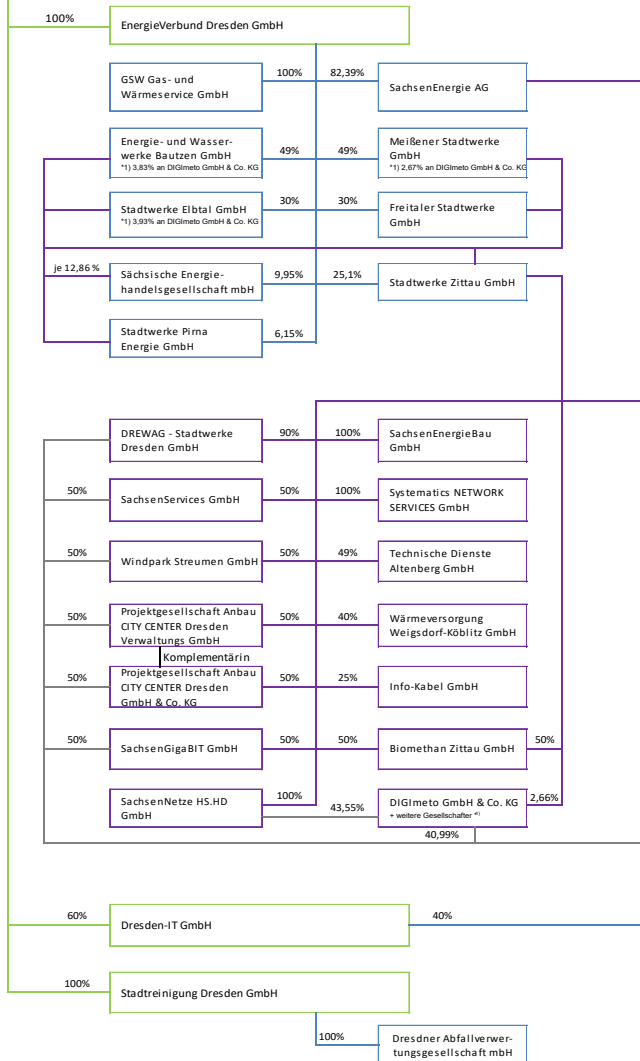 100%
EnergieVerbund Dresden GmbH
GSW Gas- und
Wärmeservice GmbH
100%
82,39%
SachsenEnergie AG
Energie- und Wasser-
werke Bautzen GmbH
*1) 3,83% an DIGImeto GmbH & Co. KG
49%
49%
Meißener Stadtwerke
GmbH
*1) 2,67% an DIGImeto GmbH & Co. KG
Stadtwerke Elbtal GmbH
*1) 3,93% an DIGImeto GmbH & Co. KG
30%
30%
Freitaler Stadtwerke
GmbH
je 12,86 %
Sächsische Energie-
handelsgesellschaft mbH
9,95%
25,1%
Stadtwerke Zittau GmbH
Stadtwerke Pirna
Energie GmbH
6,15%
DREWAG - Stadtwerke
Dresden GmbH
90%
100%
SachsenEnergieBau
GmbH
50%
SachsenServices GmbH
50%
100%
Systematics NETWORK
SERVICES GmbH
50%
Windpark Streumen GmbH
50%
49%
Technische Dienste
Altenberg GmbH
50%
Projektgesellschaft Anbau
CITY CENTER Dresden
Verwaltungs GmbH
50%
40%
Wärmeversorgung
Weigsdorf-Köblitz GmbH
Komplementärin
50%
Projektgesellschaft Anbau
CITY CENTER Dresden
GmbH & Co. KG
50%
25%
Info-Kabel GmbH
50%
SachsenGigaBIT GmbH
50%
50%
Biomethan Zittau GmbH
50%
SachsenNetze HS.HD
GmbH
100%
43,55%
DIGImeto GmbH & Co. KG
+ weitere Gesellschafter
2,66%
40,99%
60%
Dresden-IT GmbH
40%
100%
Stadtreinigung Dresden GmbH
100%
Dresdner Abfallverwer-
tungsgesellschaft mbH